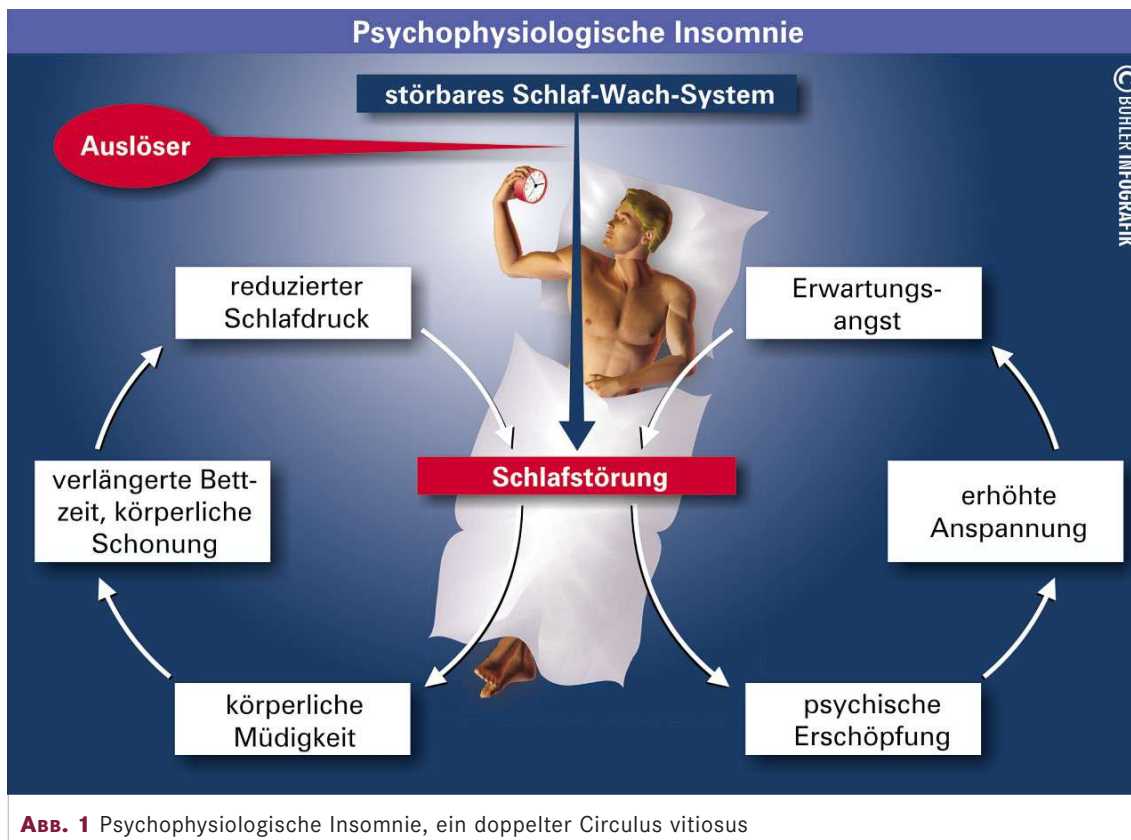 Psychophysiologische Insomnie
störbares Schlaf-Wach-System
© BÜHLER INFOGRAFIK
Auslöser
reduzierter
Schlafdruck
Erwartungs-
angst
verlängerte Bett-
zeit, körperliche
Schonung
Schlafstörung
erhöhte
Anspannung
körperliche
Müdigkeit
psychische
Erschöpfung
ABB. 1 Psychophysiologische Insomnie, ein doppelter Circulus vitiosus